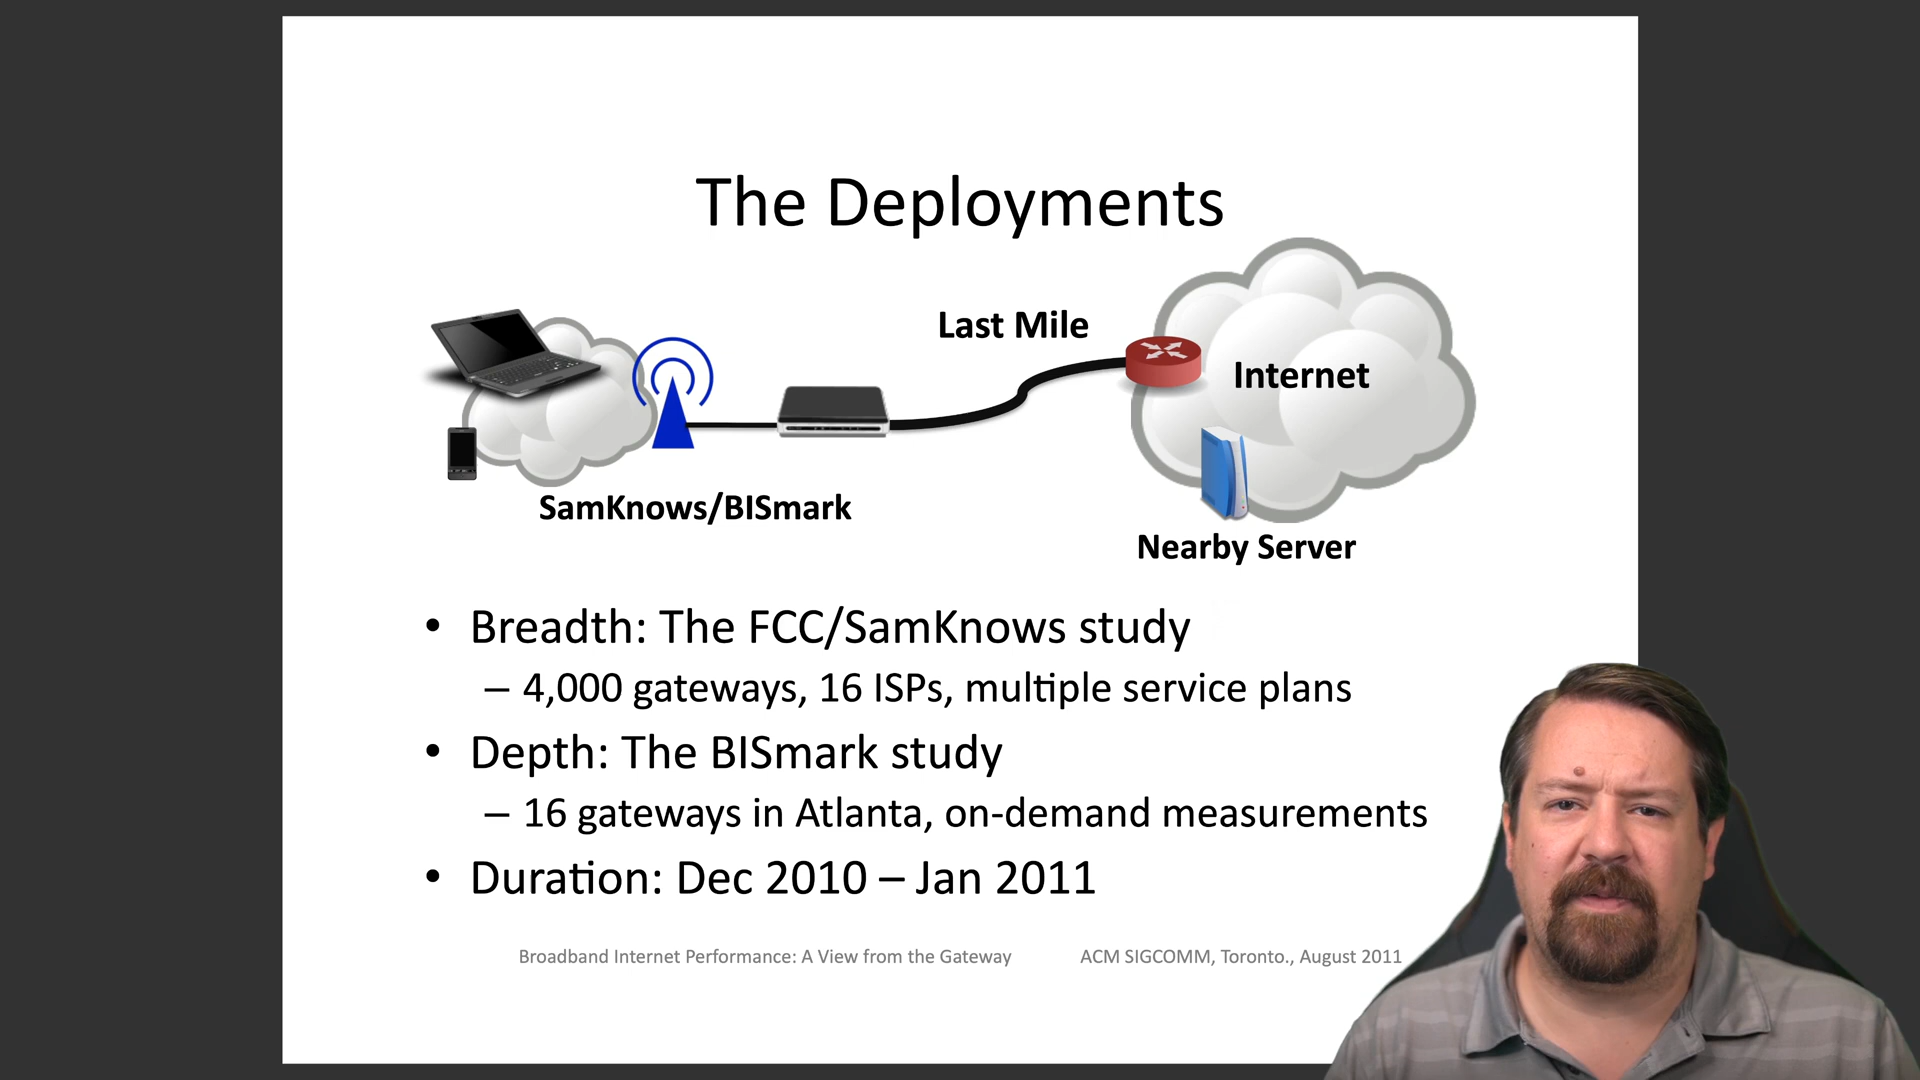 The Deployments
Last Mile
Internet
SamKnows/BISmark
Nearby Server
• Breadth: The FCC/SamKnows study
– 4,000 gateways, 16 ISPs, multiple service plans
• Depth: The BISmark study
– 16 gateways in Atlanta, on-demand measurements
• Duration: Dec 2010 – Jan 2011
Broadband Internet Performance: A View from the Gateway
ACM SIGCOMM, Toronto., August 2011